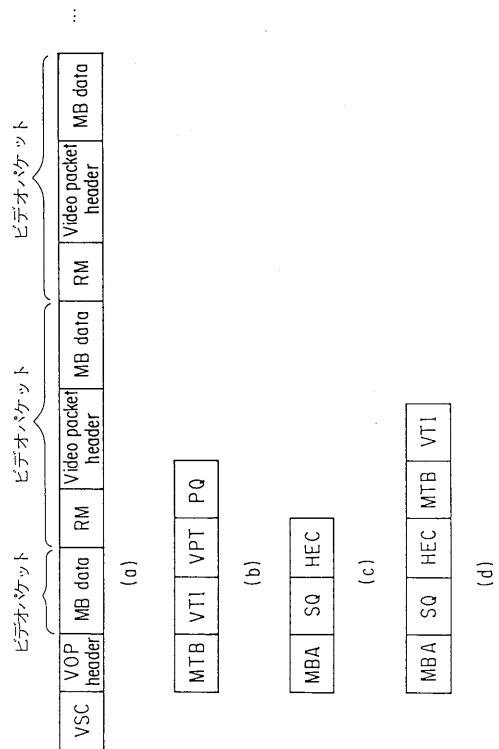 ビデオパケット ビデオパケット ビデオパケット
VSC VOP header MB data RM Video packet header MB data RM Video packet header MB data ...
(a)
MTB VTI VPT PQ
(b)
MBA SQ HEC
(c)
MBA SQ HEC MTB VTI
(d)